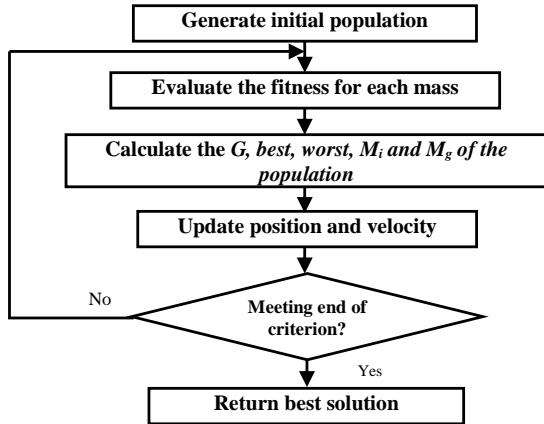 Generate initial population
Evaluate the fitness for each mass
Calculate the G, best, worst, Mi and Mg of the
population
Update position and velocity
No
Meeting end of
criterion?
Yes
Return best solution